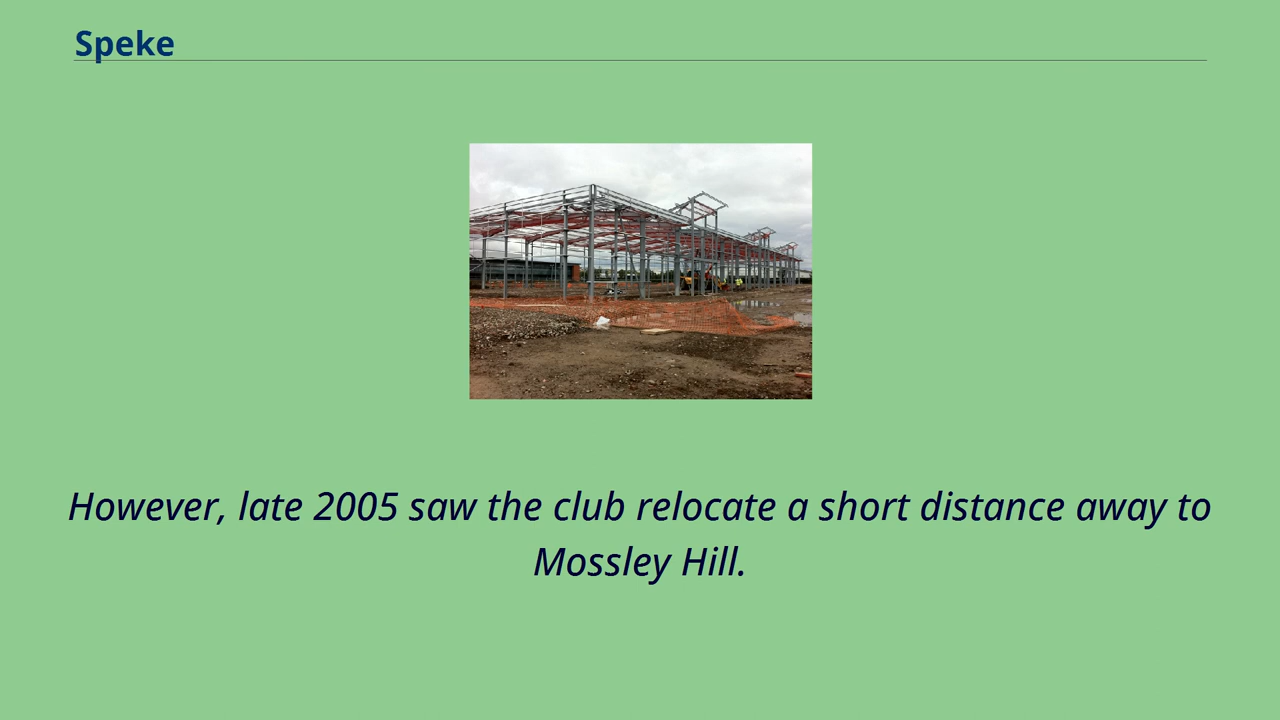 Speke
However, late 2005 saw the club relocate a short distance away to
Mossley Hill.